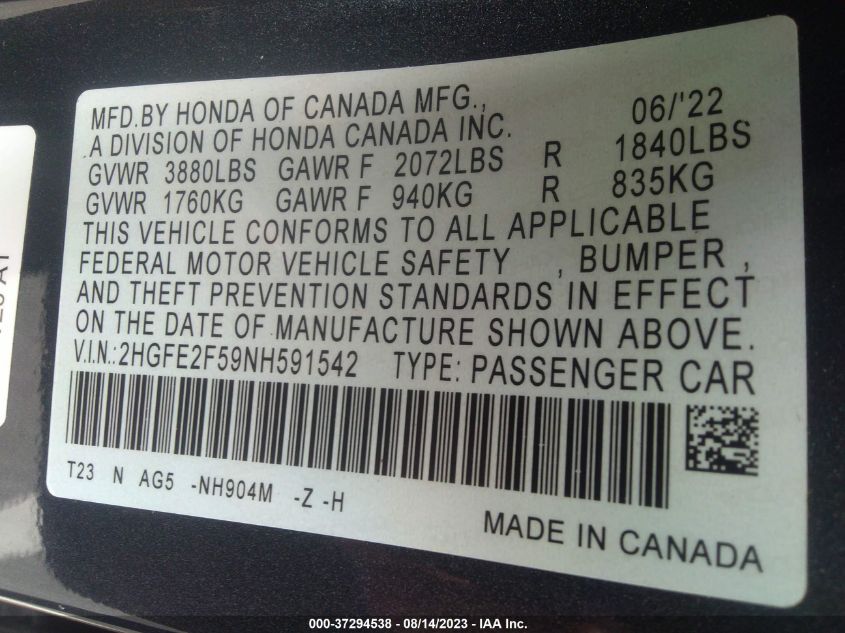 MFD.BY HONDA OF CANADA MFG., 06/'22
A DIVISION OF HONDA CANADA INC.
GVWR 3880LBS GAWR F 2072LBS R 1840LBS
GVWR 1760KG GAWR F 940KG R 835KG
THIS VEHICLE CONFORMS TO ALL APPLICABLE
FEDERAL MOTOR VEHICLE SAFETY , BUMPER ,
AND THEFT PREVENTION STANDARDS IN EFFECT
ON THE DATE OF MANUFACTURE SHOWN ABOVE.
V.I.N.:2HGFE2F59NH591542 TYPE: PASSENGER CAR
T23 N AG5 -NH904M -Z -H
MADE IN CANADA
000-37294538 - 08/14/2023 - IAA Inc.